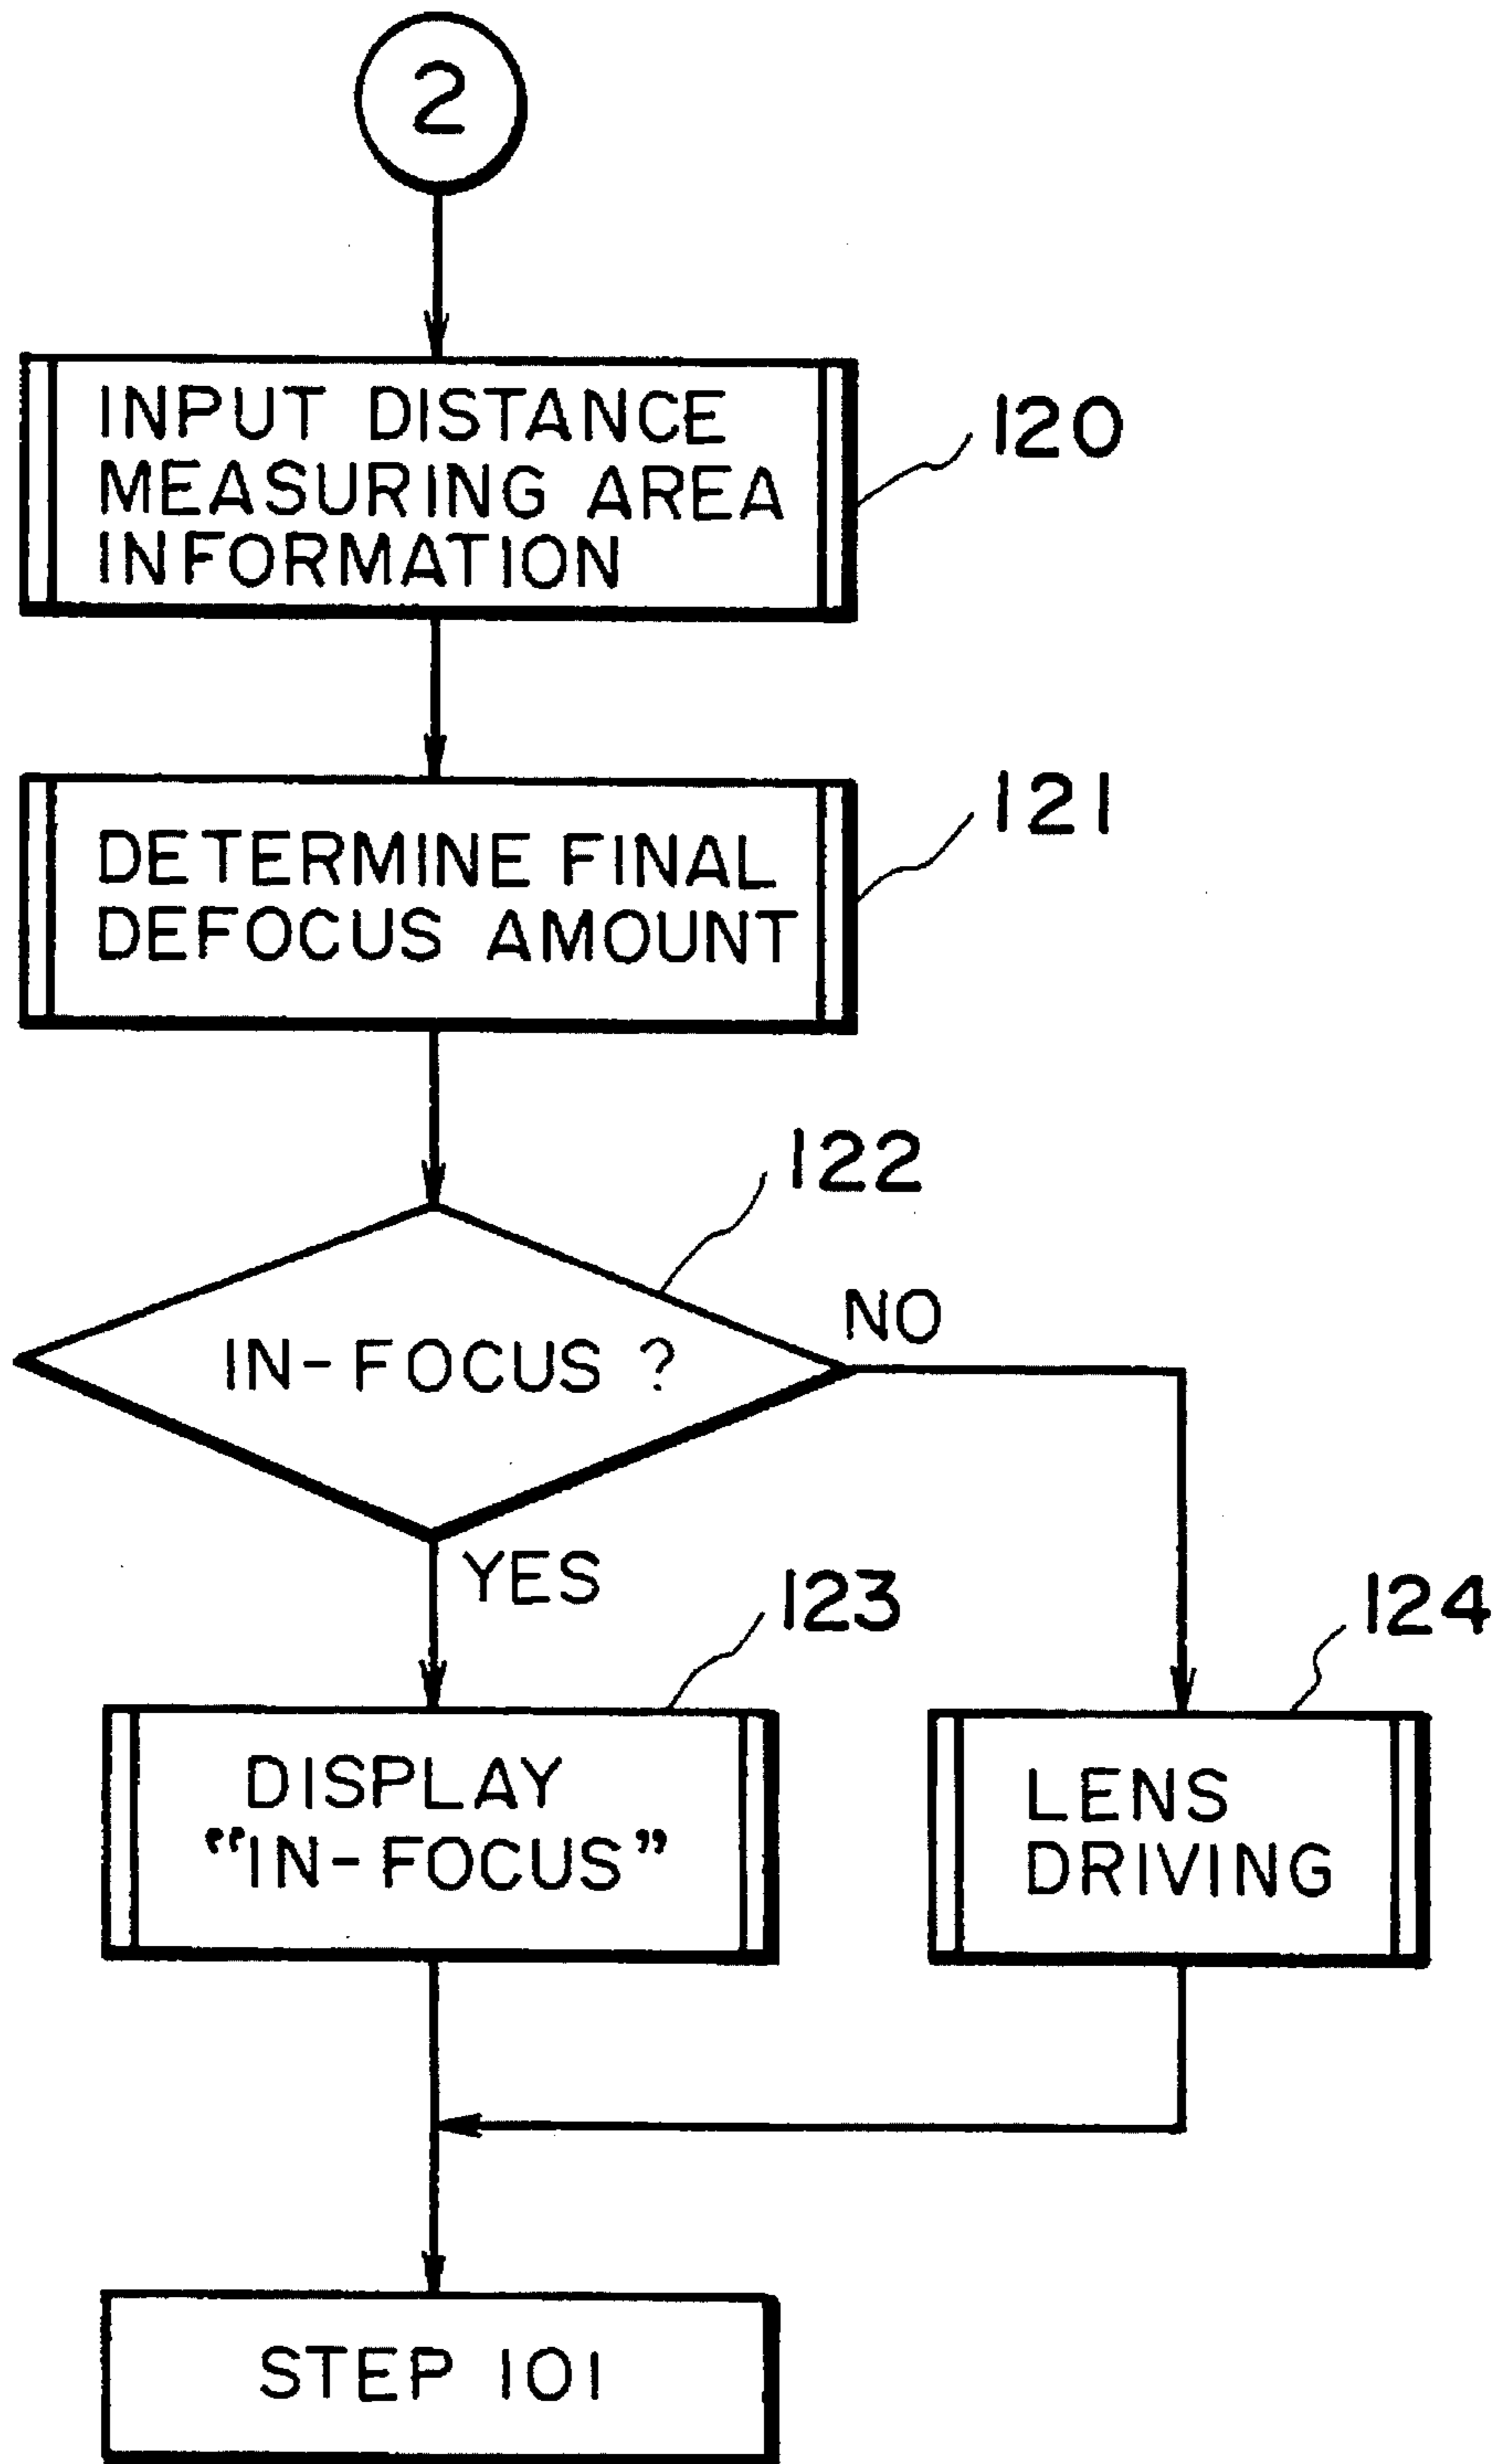 2
INPUT DISTANCE
MEASURING AREA
INFORMATION
120
DETERMINE FINAL
DEFOCUS AMOUNT
121
122
IN-FOCUS ?
NO
YES
123
DISPLAY
"IN-FOCUS"
124
LENS
DRIVING
STEP 101